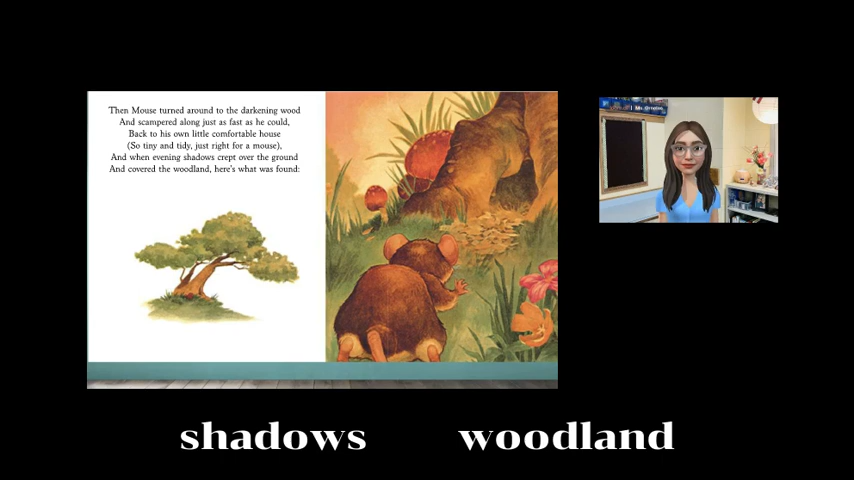 Then Mouse turned around to the darkening wood
And scampered along just as fast as he could,
Back to his own little comfortable house
(So tiny and tidy, just right for a mouse),
And when evening shadows crept over the ground
And covered the woodland, here's what was found:
shadows woodland